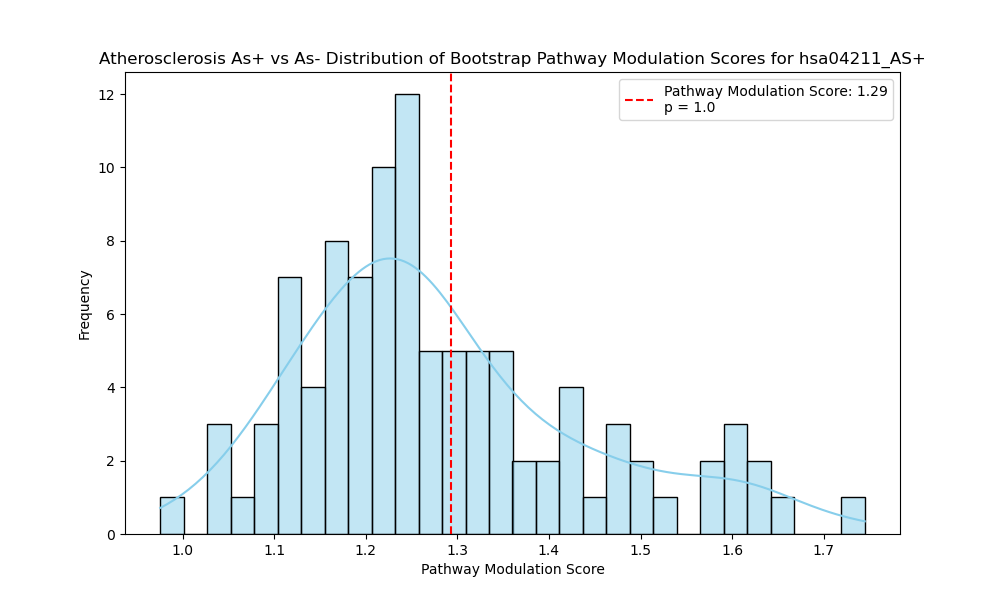 Atherosclerosis As+ vs As- Distribution of Bootstrap Pathway Modulation Scores for hsa04211_AS+
Pathway Modulation Score: 1.29
p = 1.0
12
10
8
6
4
2
0
Frequency
1.0 1.1 1.2 1.3 1.4 1.5 1.6 1.7
Pathway Modulation Score